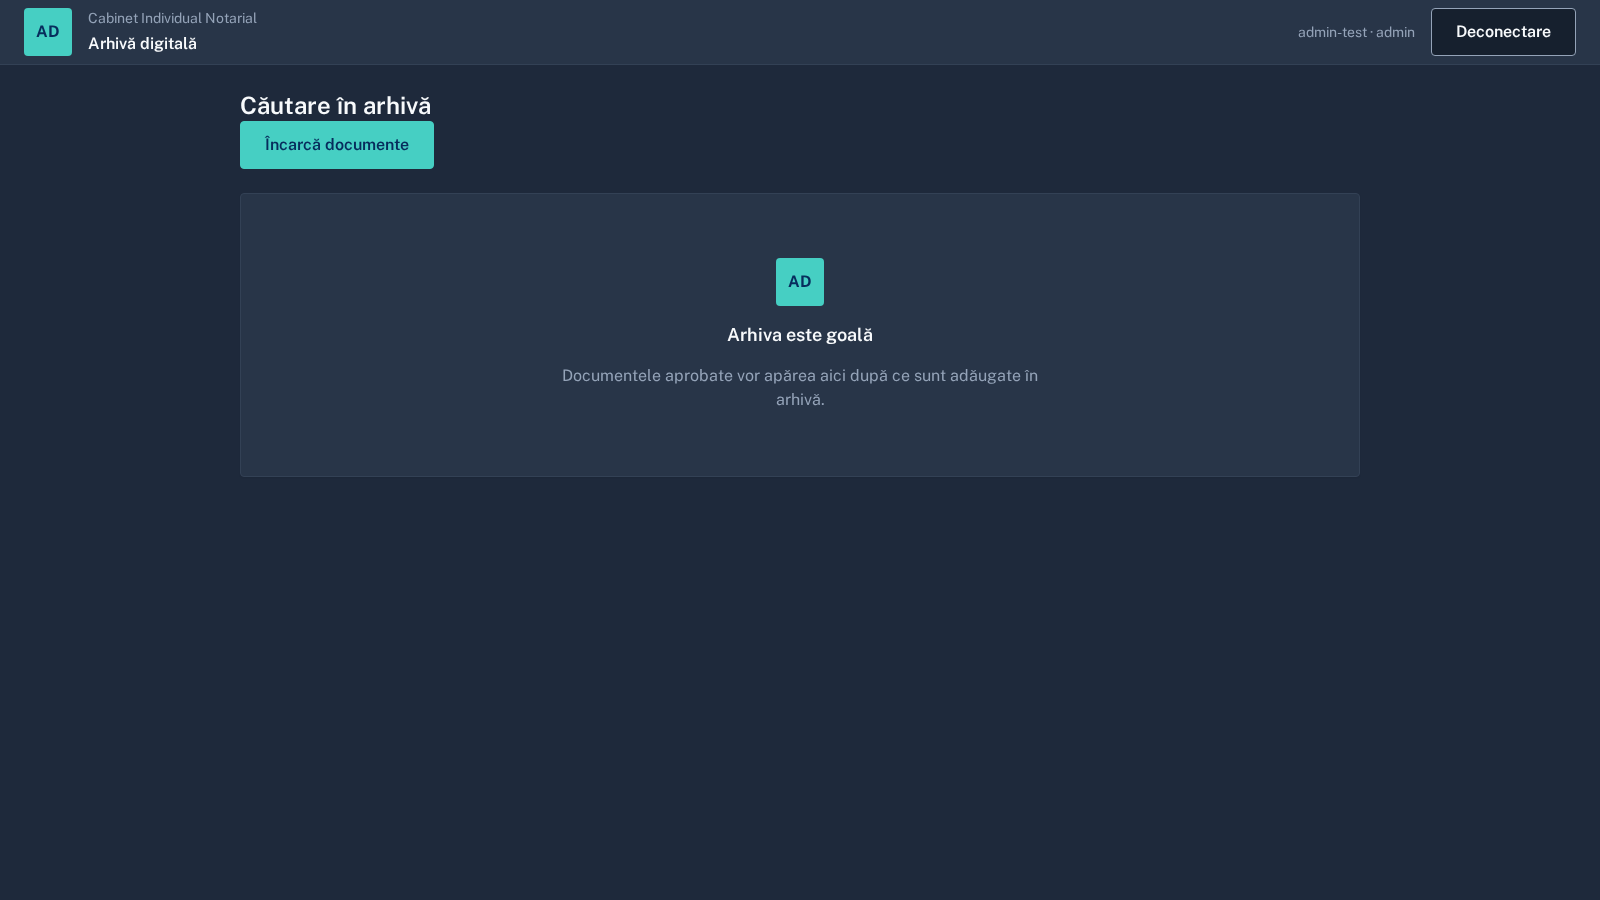 AD
Cabinet Individual Notarial
Arhivă digitală
admin-test · admin
Deconectare
Căutare în arhivă
Încarcă documente
AD
Arhiva este goală
Documentele aprobate vor apărea aici după ce sunt adăugate în
arhivă.